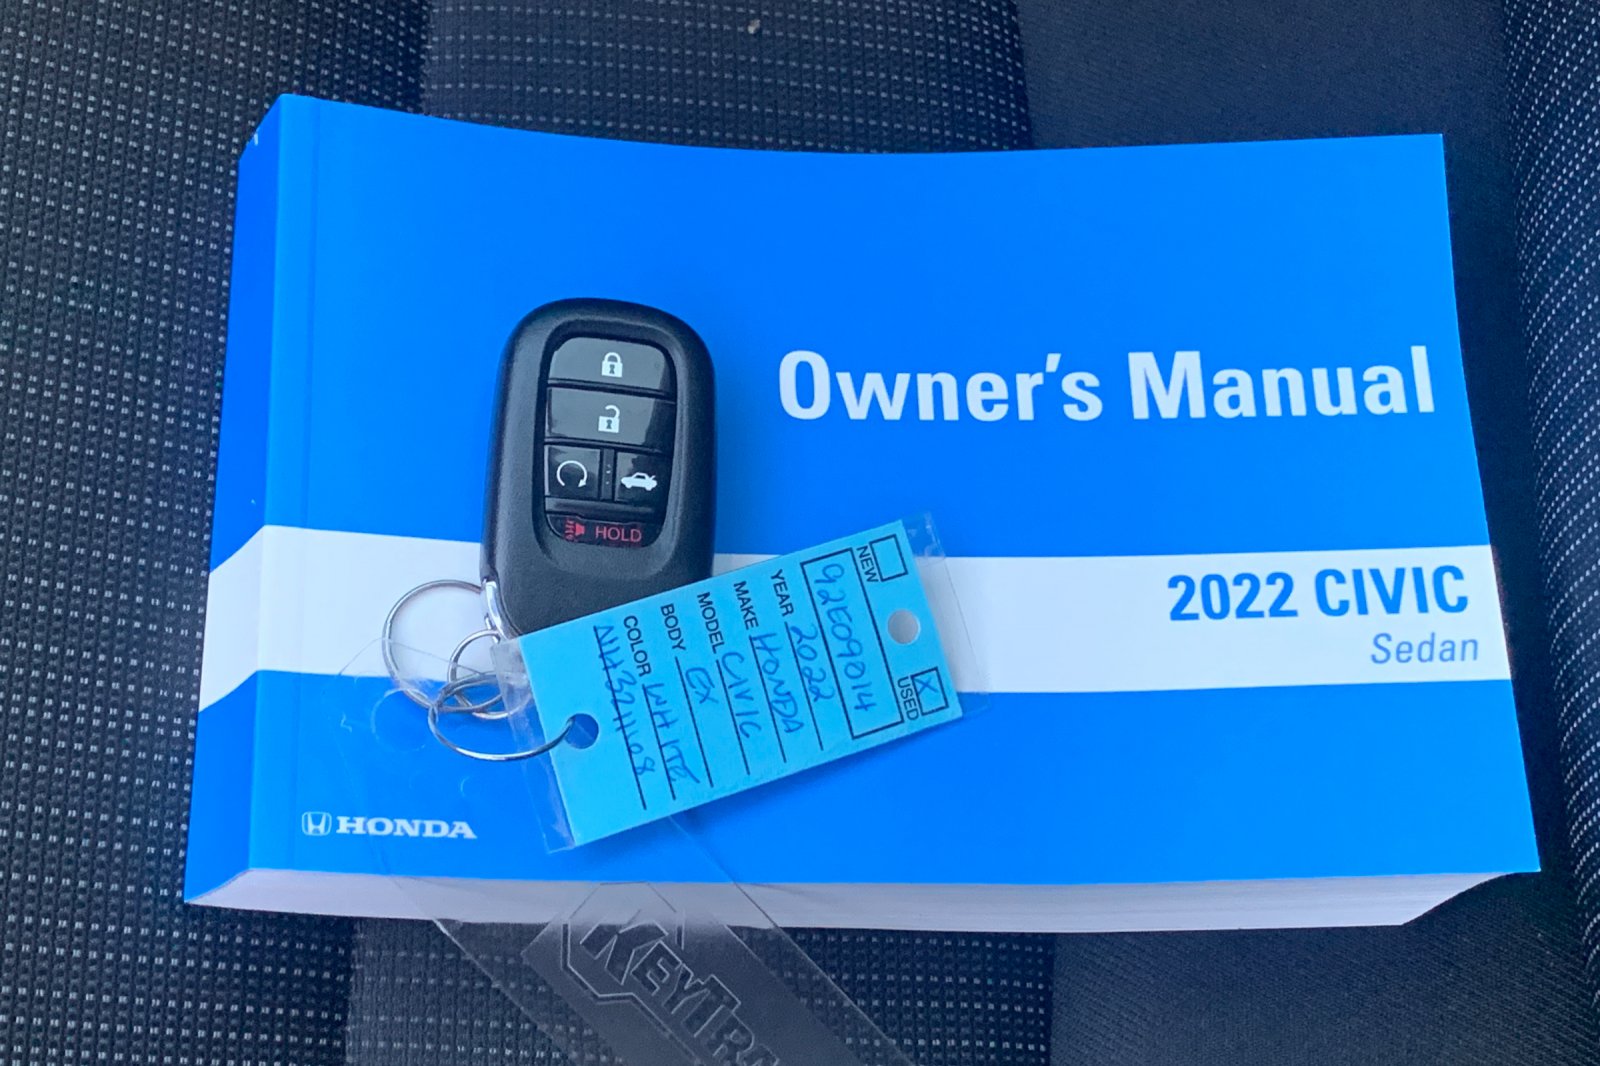 Owner's Manual
2022 CIVIC
Sedan
HONDA
HOLD
NEW
USED X
92E09014
YEAR 2022
MAKE HONDA
MODEL CIVIC
BODY EX
COLOR WHITE
KEYTRA